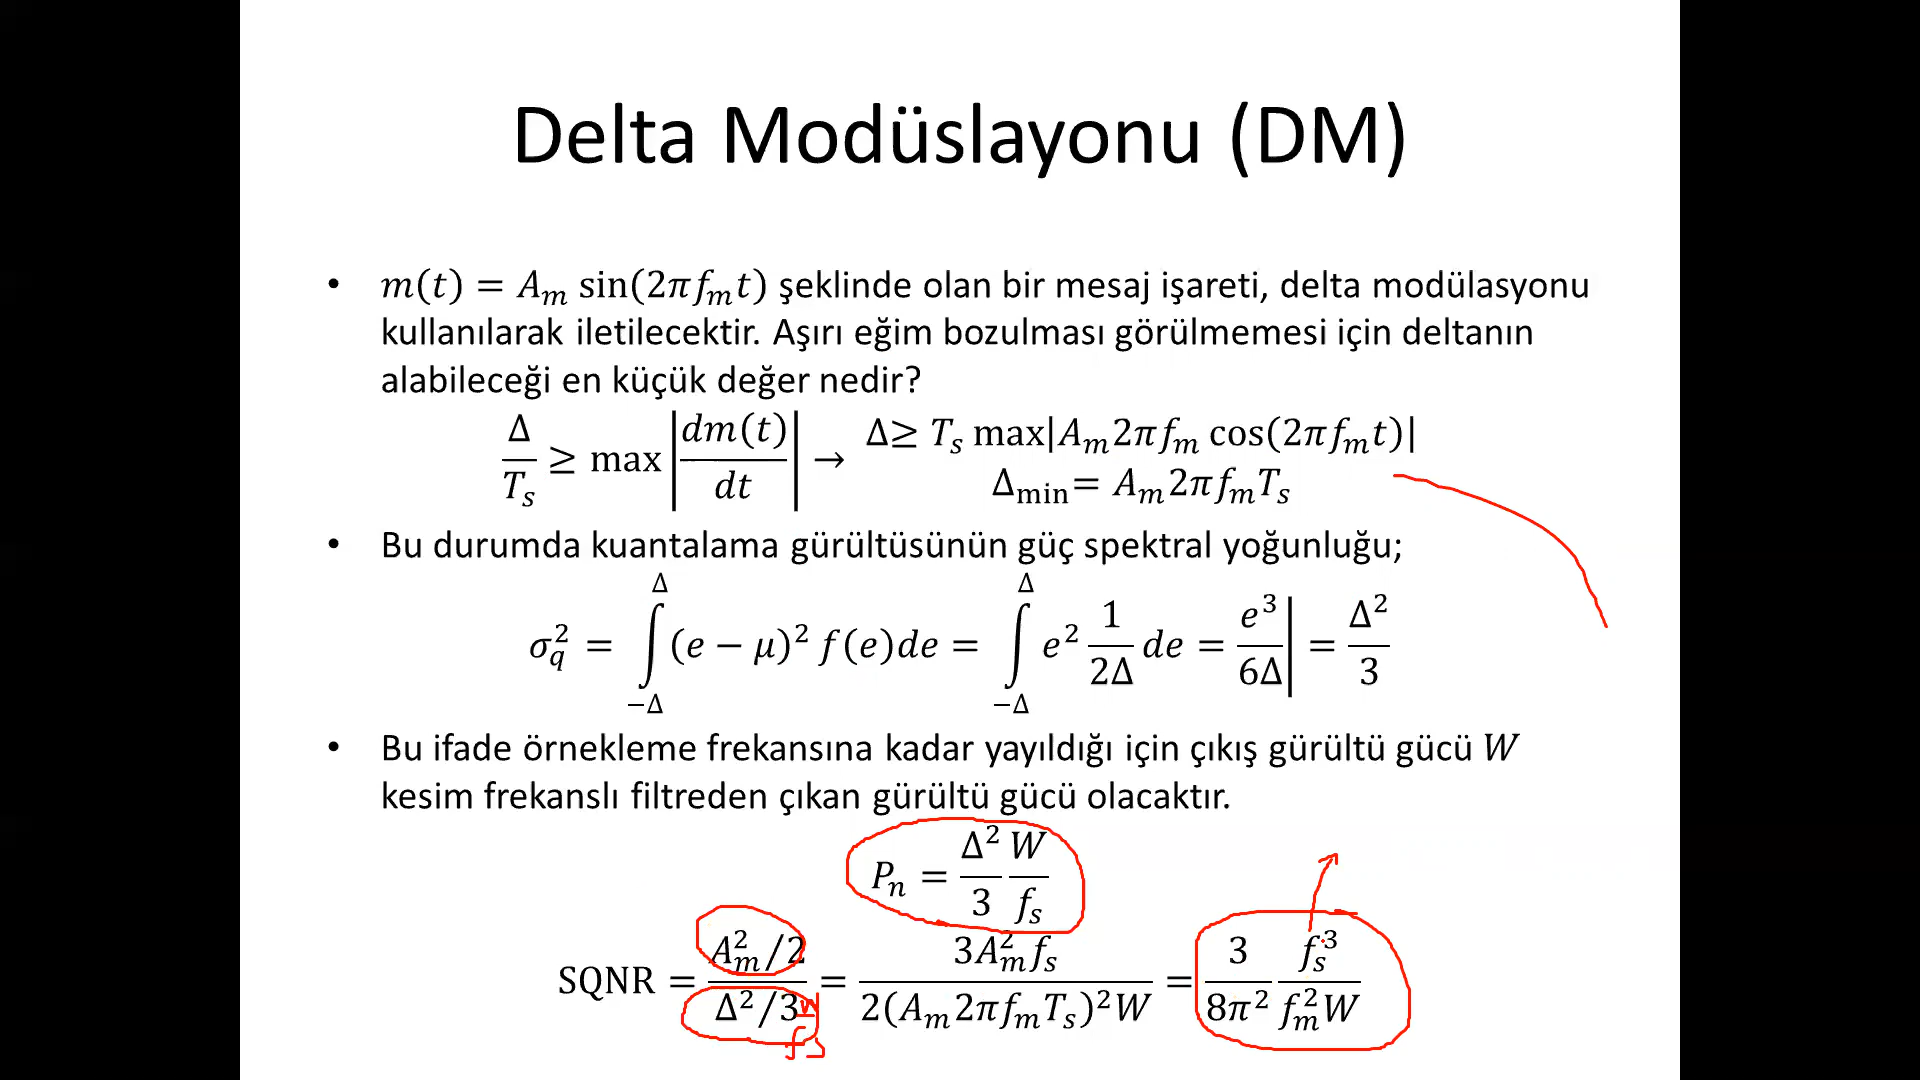 Delta Modüslayonu (DM)
• m(t) = A_m sin(2πf_m t) şeklinde olan bir mesaj işareti, delta modülasyonu
kullanılarak iletilecektir. Aşırı eğim bozulması görülmemesi için deltanın
alabileceği en küçük değer nedir?
Δ/T_s ≥ max |dm(t)/dt| → Δ≥ T_s max|A_m 2πf_m cos(2πf_m t)|
Δ_min = A_m 2πf_m T_s
• Bu durumda kuantalama gürültüsünün güç spektral yoğunluğu;
σ_q^2 = ∫_{−Δ}^{Δ} (e − μ)^2 f(e)de = ∫_{−Δ}^{Δ} e^2 1/2Δ de = e^3/6Δ | = Δ^2/3
• Bu ifade örnekleme frekansına kadar yayıldığı için çıkış gürültü gücü W
kesim frekanslı filtreden çıkan gürültü gücü olacaktır.
P_n = Δ^2/3 W/f_s
SQNR = (A_m^2/2)/(Δ^2/3 W/fs) = 3A_m^2 f_s / 2(A_m 2πf_m T_s)^2 W = 3/8π^2 f_s^3/f_m^2 W